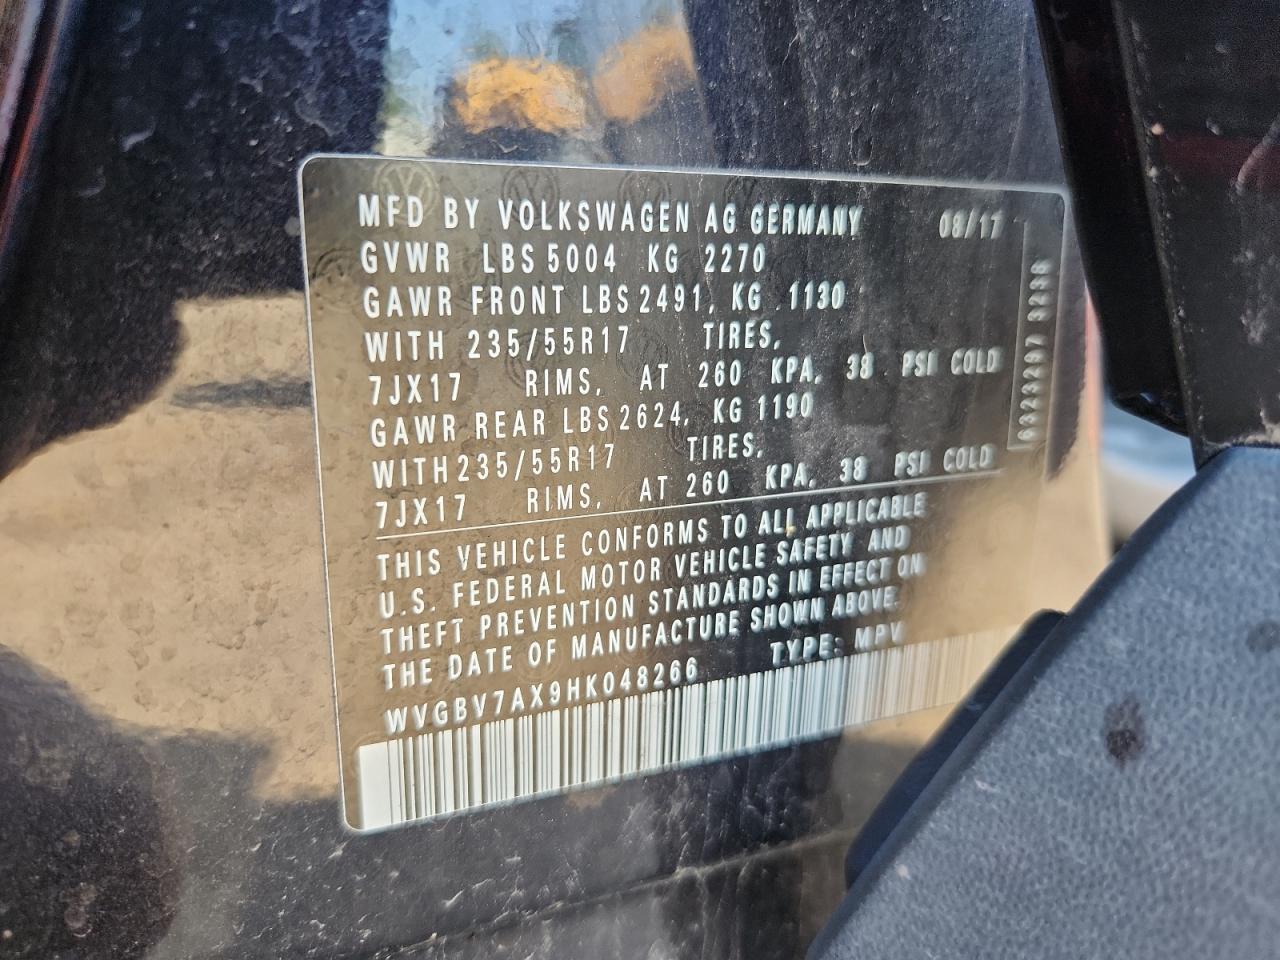 MFD BY VOLKSWAGEN AG GERMANY 08/17
GVWR LBS 5004 KG 2270
GAWR FRONT LBS 2491, KG 1130
WITH 235/55R17 TIRES,
7JX17 RIMS, AT 260 KPA, 38 PSI COLD
GAWR REAR LBS 2624, KG 1190
WITH 235/55R17 TIRES,
7JX17 RIMS, AT 260 KPA, 38 PSI COLD
THIS VEHICLE CONFORMS TO ALL APPLICABLE
U.S. FEDERAL MOTOR VEHICLE SAFETY AND
THEFT PREVENTION STANDARDS IN EFFECT ON
THE DATE OF MANUFACTURE SHOWN ABOVE.
WVGBV7AX9HK048266 TYPE: MPV